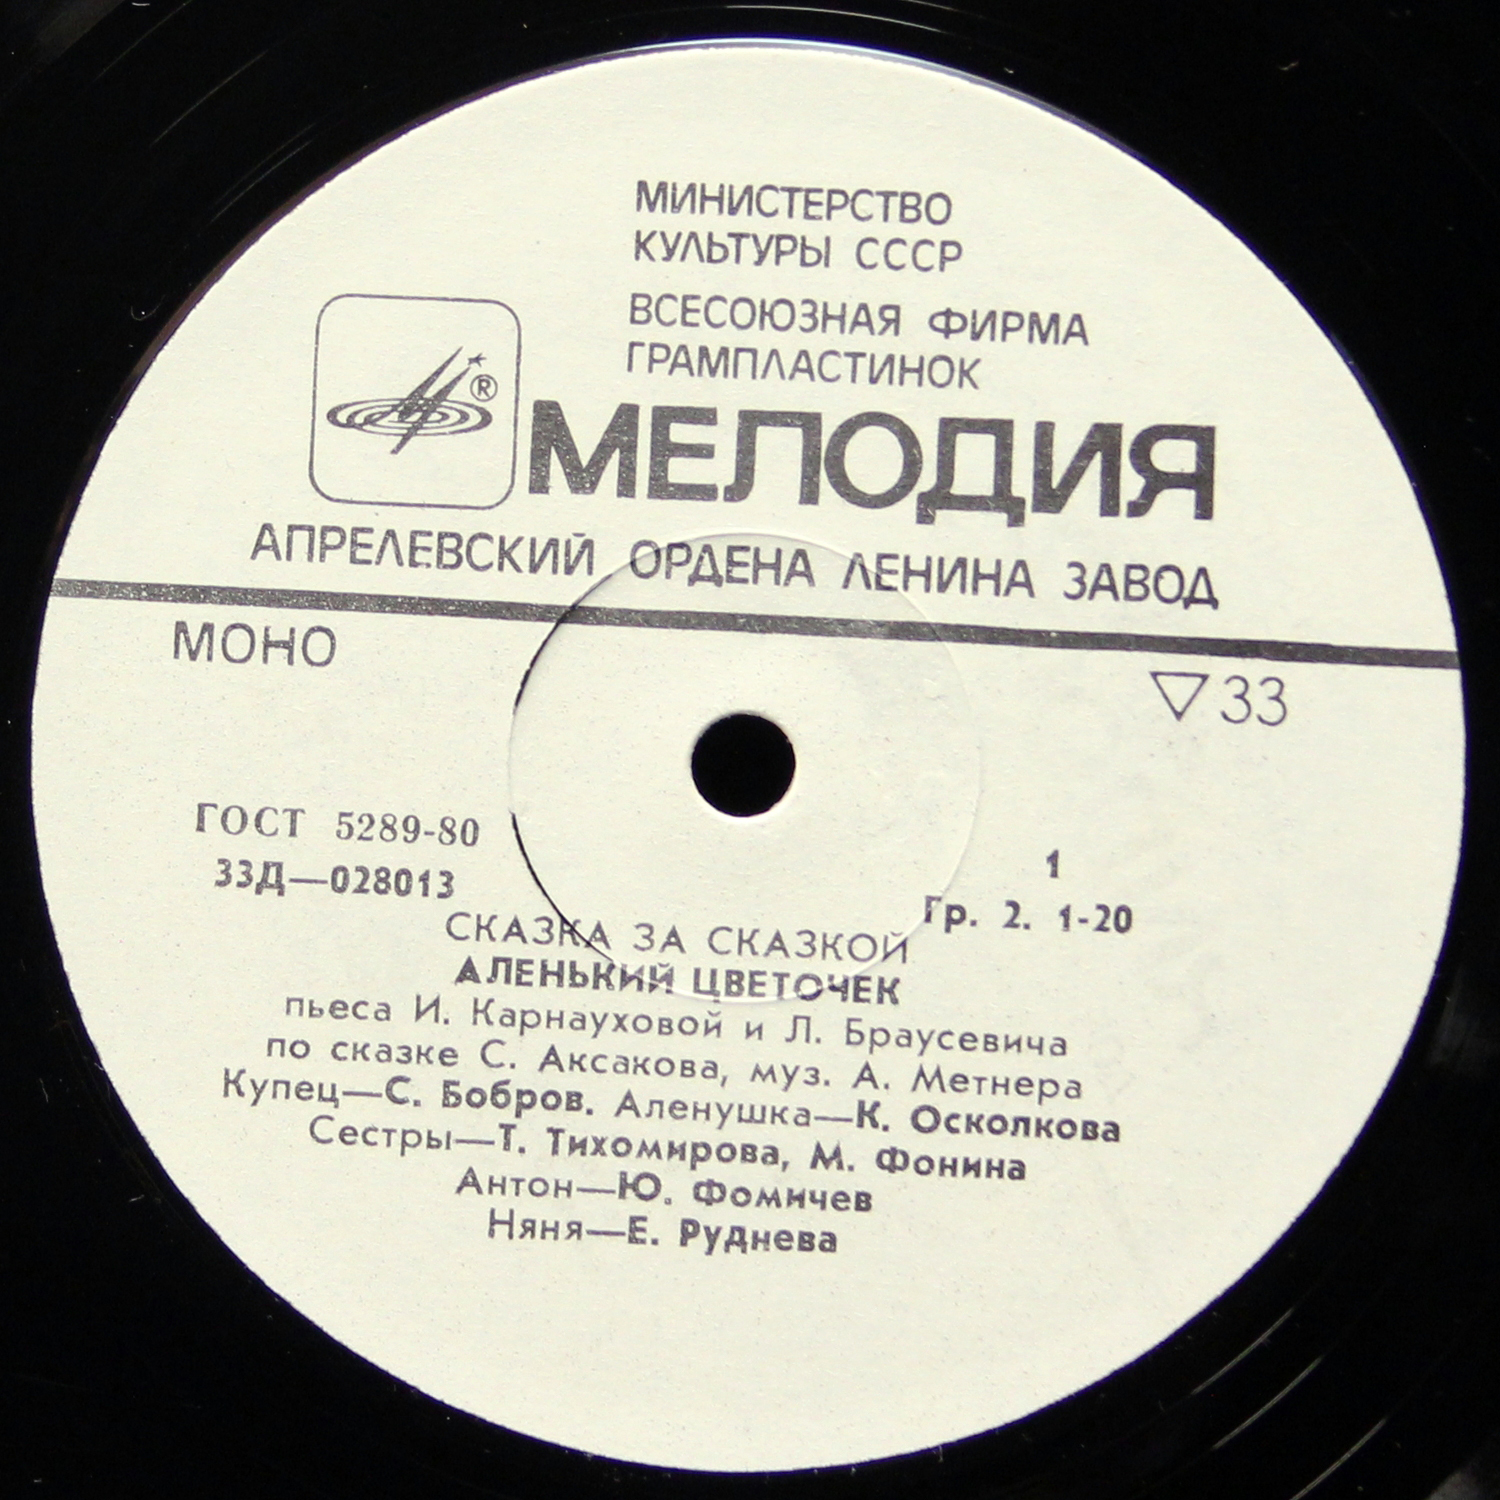 МИНИСТЕРСТВО
КУЛЬТУРЫ СССР
ВСЕСОЮЗНАЯ ФИРМА
ГРАМПЛАСТИНОК
®
МЕЛОДИЯ
АПРЕЛЕВСКИЙ ОРДЕНА ЛЕНИНА ЗАВОД
МОНО
▽33
ГОСТ 5289-80
33Д—028013
1
Гр. 2. 1-20
СКАЗКА ЗА СКАЗКОЙ
АЛЕНЬКИЙ ЦВЕТОЧЕК
пьеса И. Карнауховой и Л. Браусевича
по сказке С. Аксакова, муз. А. Метнера
Купец—С. Бобров. Аленушка—К. Осколкова
Сестры—Т. Тихомирова, М. Фонина
Антон—Ю. Фомичев
Няня—Е. Руднева